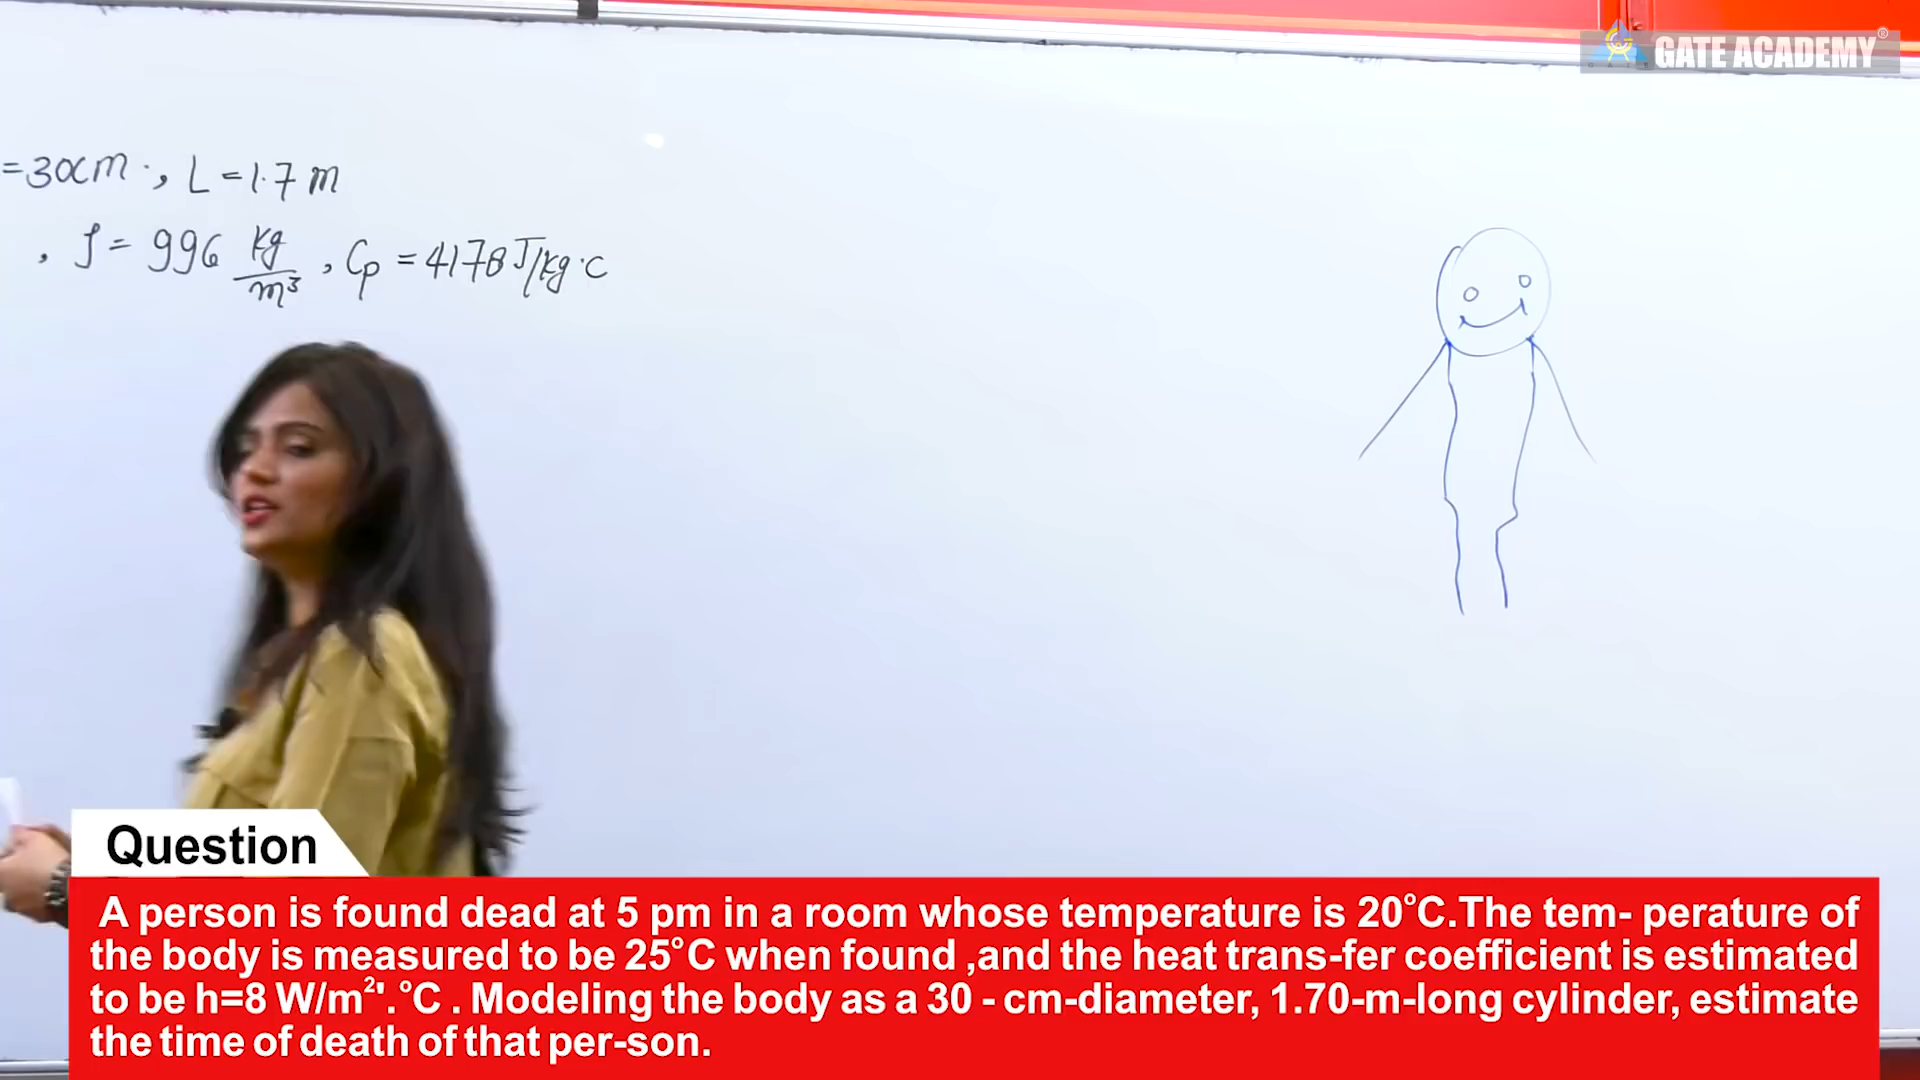 GATE ACADEMY®
=30cm., L=1.7 m
, ρ = 996 kg/m³, Cp = 4178 J/kg·C
Question
A person is found dead at 5 pm in a room whose temperature is 20°C.The tem- perature of
the body is measured to be 25°C when found ,and the heat trans-fer coefficient is estimated
to be h=8 W/m²'.°C . Modeling the body as a 30 - cm-diameter, 1.70-m-long cylinder, estimate
the time of death of that per-son.